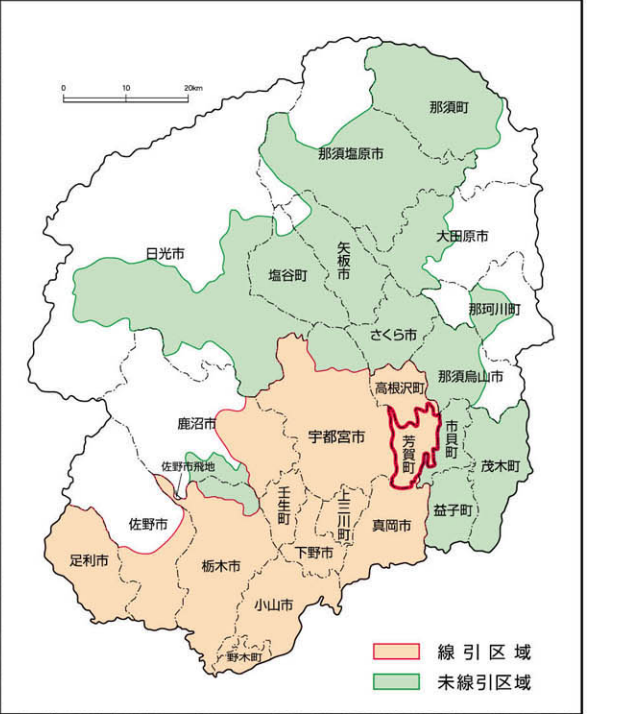 0 10 20km
那須町
那須塩原市
大田原市
日光市
矢板市
塩谷町
那珂川町
さくら市
那須烏山市
高根沢町
鹿沼市
宇都宮市
芳賀町
市貝町
茂木町
佐野市飛地
壬生町
上三川町
益子町
佐野市
真岡市
下野市
足利市
栃木市
小山市
野木町
線引区域
未線引区域